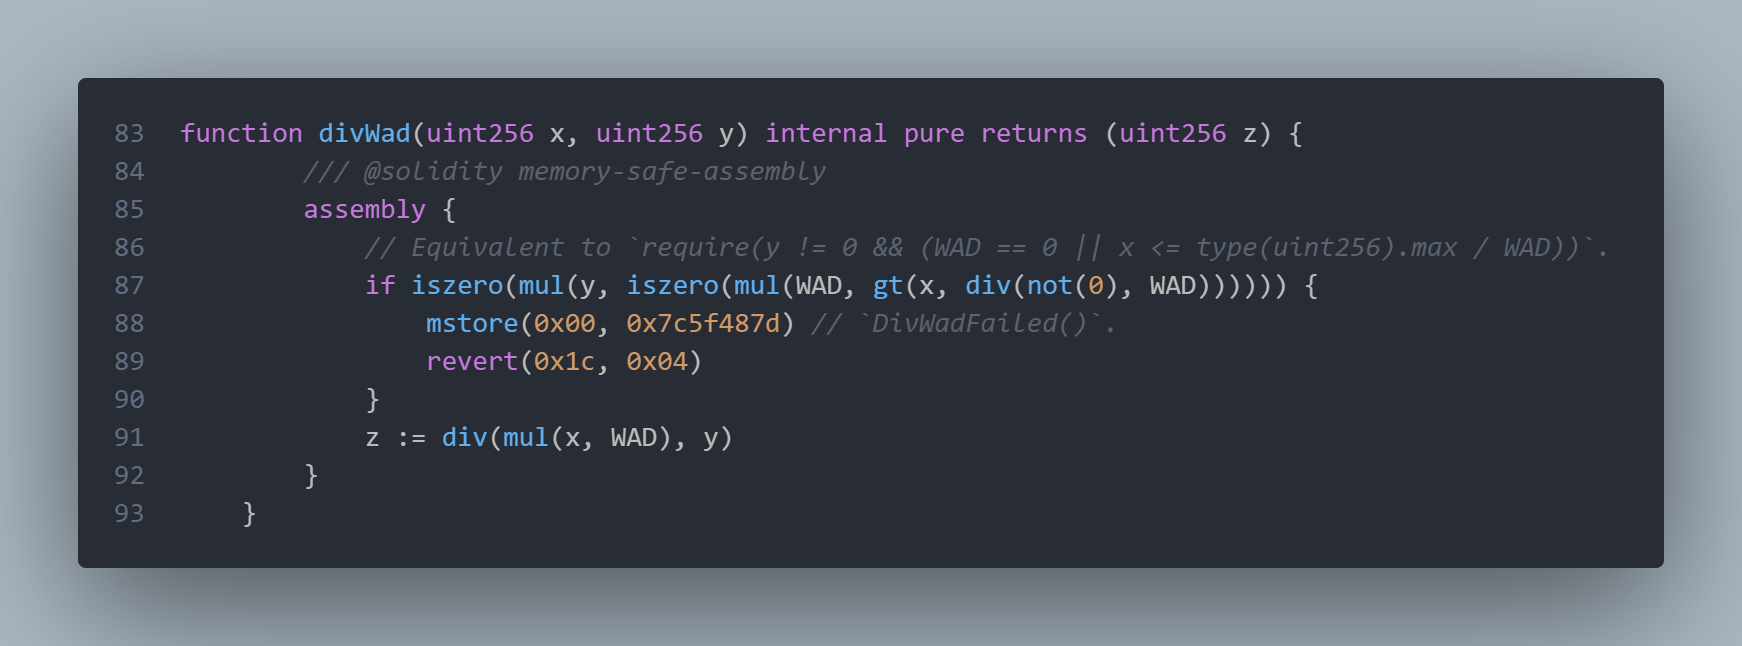 83 function divWad(uint256 x, uint256 y) internal pure returns (uint256 z) {
84 /// @solidity memory-safe-assembly
85 assembly {
86 // Equivalent to `require(y != 0 && (WAD == 0 || x <= type(uint256).max / WAD))`.
87 if iszero(mul(y, iszero(mul(WAD, gt(x, div(not(0), WAD)))))) {
88 mstore(0x00, 0x7c5f487d) // `DivWadFailed()`.
89 revert(0x1c, 0x04)
90 }
91 z := div(mul(x, WAD), y)
92 }
93 }